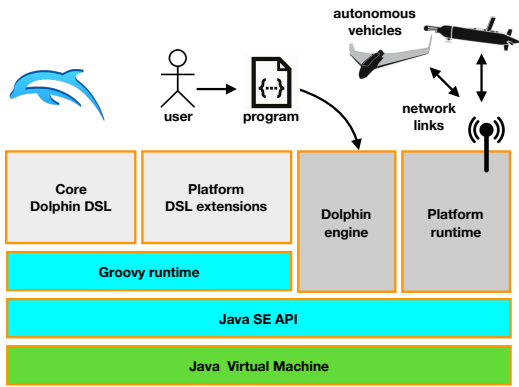 autonomous
vehicles
user
program
{...}
network
links
Core
Dolphin DSL
Platform
DSL extensions
Dolphin
engine
Platform
runtime
Groovy runtime
Java SE API
Java Virtual Machine